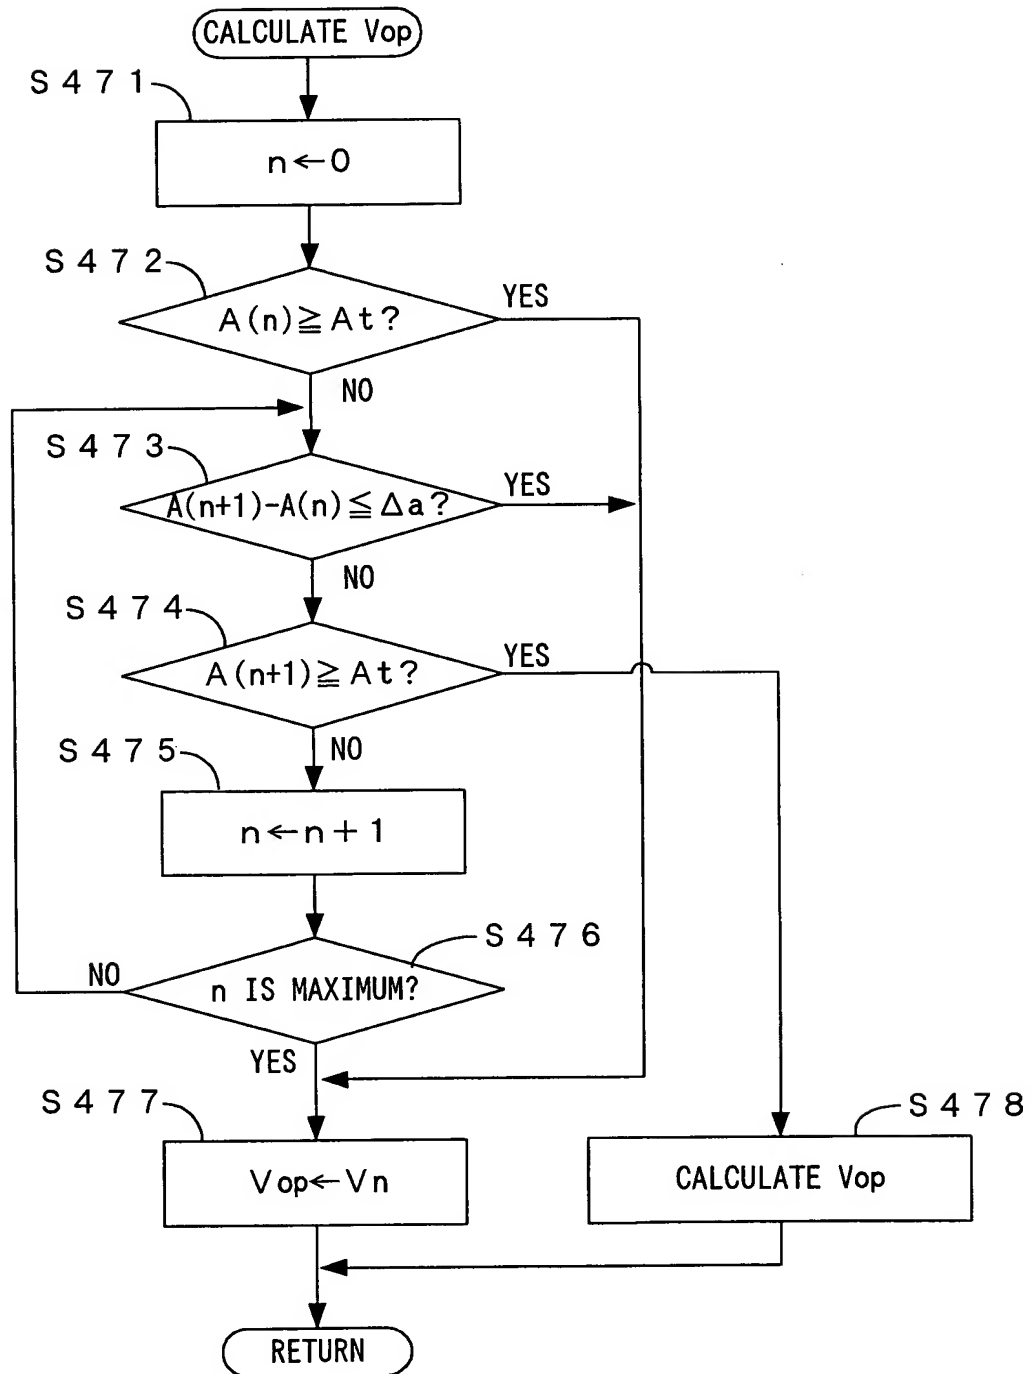 CALCULATE Vop
S471
n←0
S472
A(n)≧At?
YES
NO
S473
A(n+1)-A(n)≦Δa?
YES
NO
S474
A(n+1)≧At?
YES
NO
S475
n←n+1
S476
n IS MAXIMUM?
NO
YES
S477
Vop←Vn
S478
CALCULATE Vop
RETURN